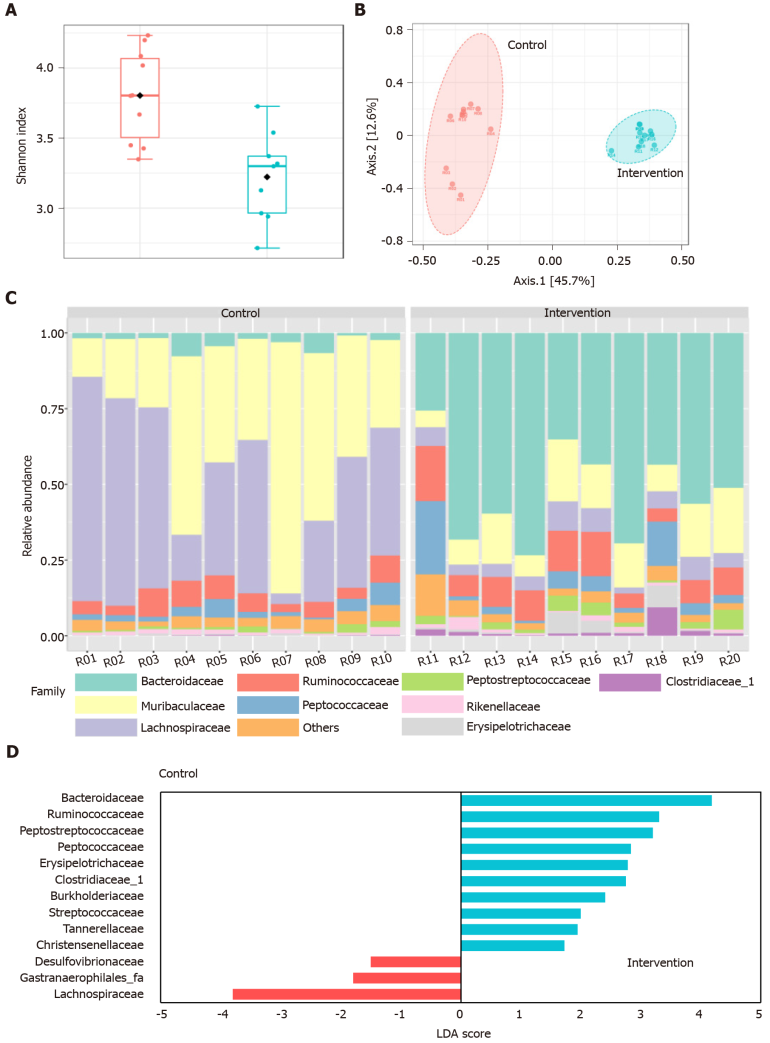 A
Shannon index
4.0
3.5
3.0
B
Axis.2 [12.6%]
0.8
0.4
0
-0.4
-0.8
Control
Intervention
-0.50
-0.25
0.00
0.25
0.50
Axis.1 [45.7%]
C
Control
Intervention
Relative abundance
1.00
0.75
0.50
0.25
0.00
R01 R02 R03 R04 R05 R06 R07 R08 R09 R10 R11 R12 R13 R14 R15 R16 R17 R18 R19 R20
Family
Bacteroidaceae Ruminococcaceae Peptostreptococcaceae Clostridiaceae_1
Muribaculaceae Peptococcaceae Rikenellaceae
Lachnospiraceae Others Erysipelotrichaceae
D
Control
Bacteroidaceae
Ruminococcaceae
Peptostreptococcaceae
Peptococcaceae
Erysipelotrichaceae
Clostridiaceae_1
Burkholderiaceae
Streptococcaceae
Tannerellaceae
Christensenellaceae
Desulfovibrionaceae
Gastranaerophilales_fa
Lachnospiraceae
Intervention
-5 -4 -3 -2 -1 0 1 2 3 4 5
LDA score